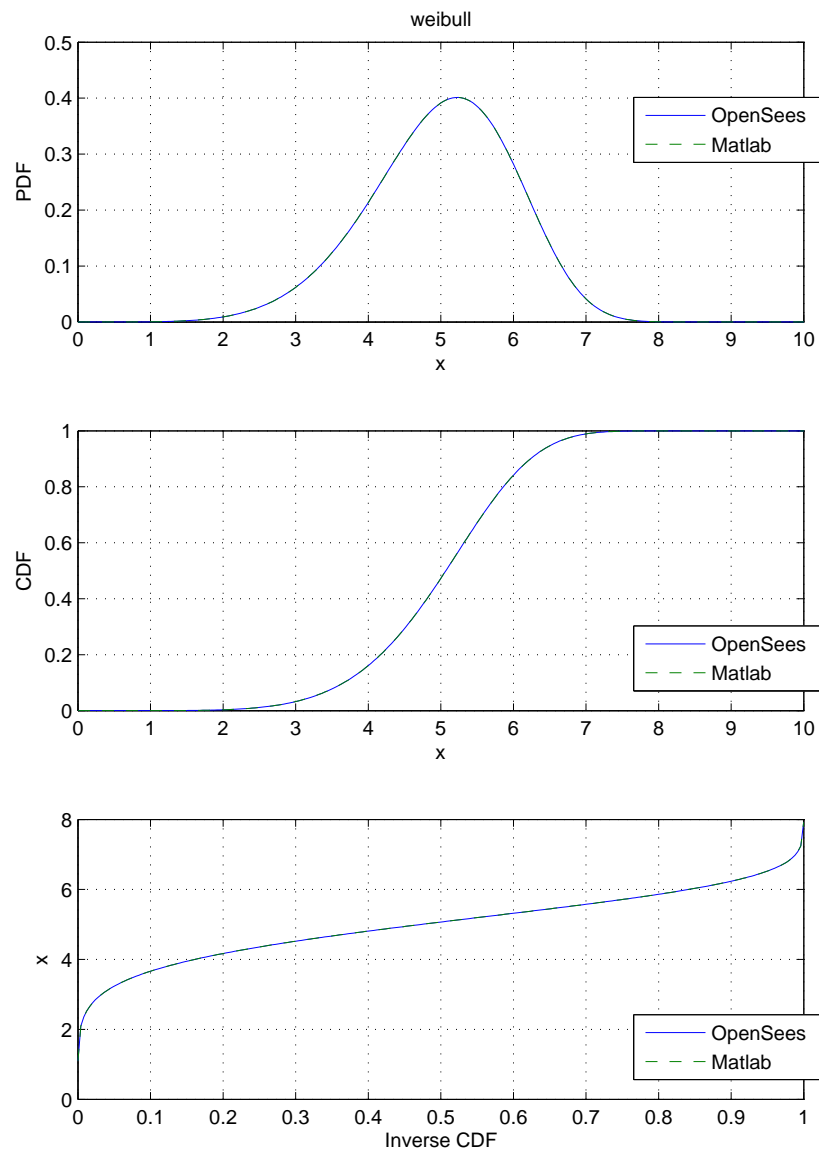 weibull
0.5
0.4
0.3
0.2
0.1
0
PDF
OpenSees
Matlab
0 1 2 3 4 5 6 7 8 9 10
x
1
0.8
0.6
0.4
0.2
0
CDF
OpenSees
Matlab
0 1 2 3 4 5 6 7 8 9 10
x
8
6
4
2
0
x
OpenSees
Matlab
0 0.1 0.2 0.3 0.4 0.5 0.6 0.7 0.8 0.9 1
Inverse CDF